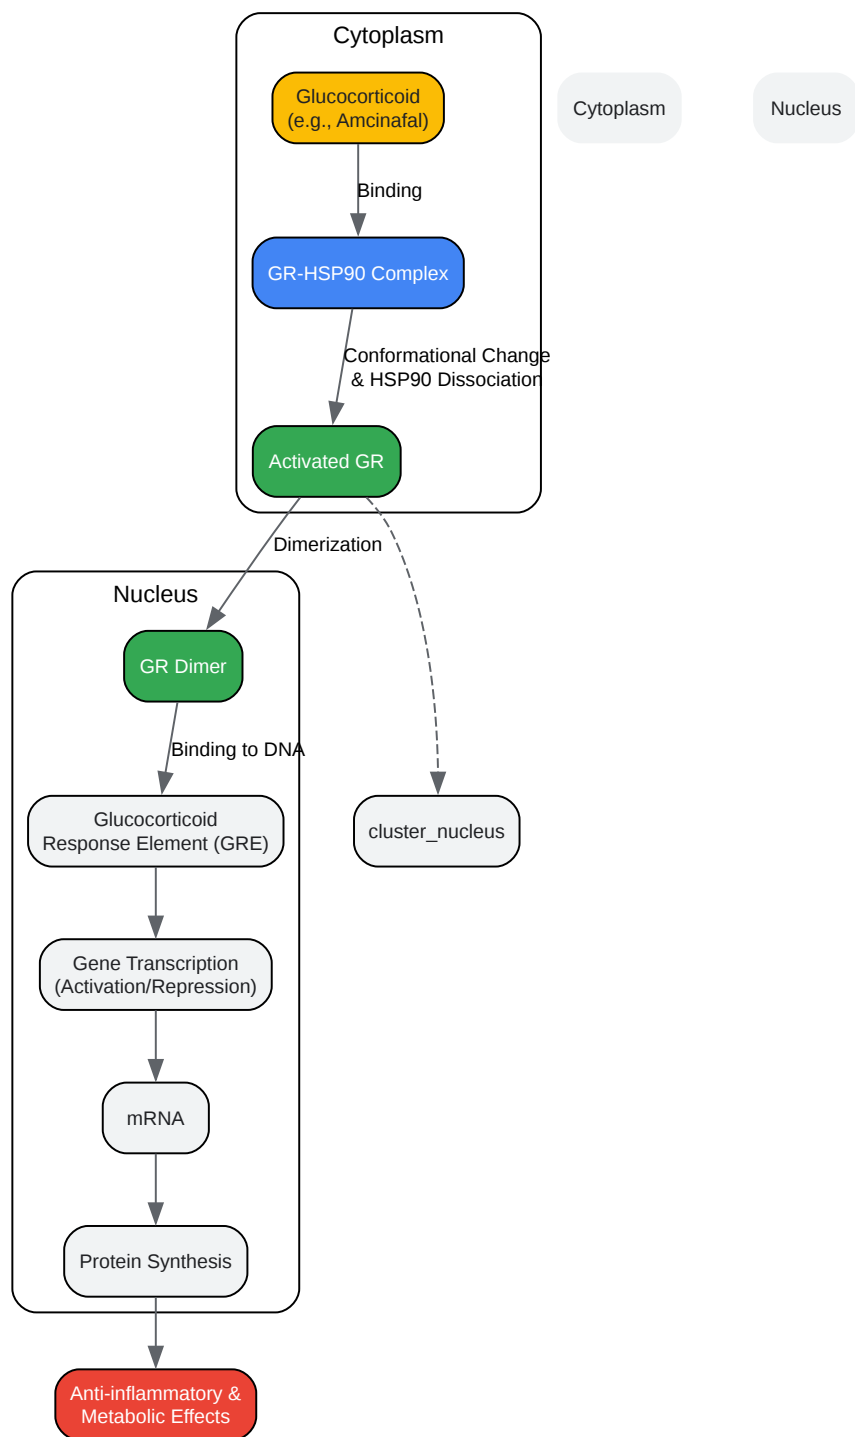 Cytoplasm
Glucocorticoid
(e.g., Amcinafal)
Cytoplasm
Nucleus
Binding
GR-HSP90 Complex
Conformational Change
& HSP90 Dissociation
Activated GR
Dimerization
Nucleus
GR Dimer
Binding to DNA
Glucocorticoid
Response Element (GRE)
cluster_nucleus
Gene Transcription
(Activation/Repression)
mRNA
Protein Synthesis
Anti-inflammatory &
Metabolic Effects